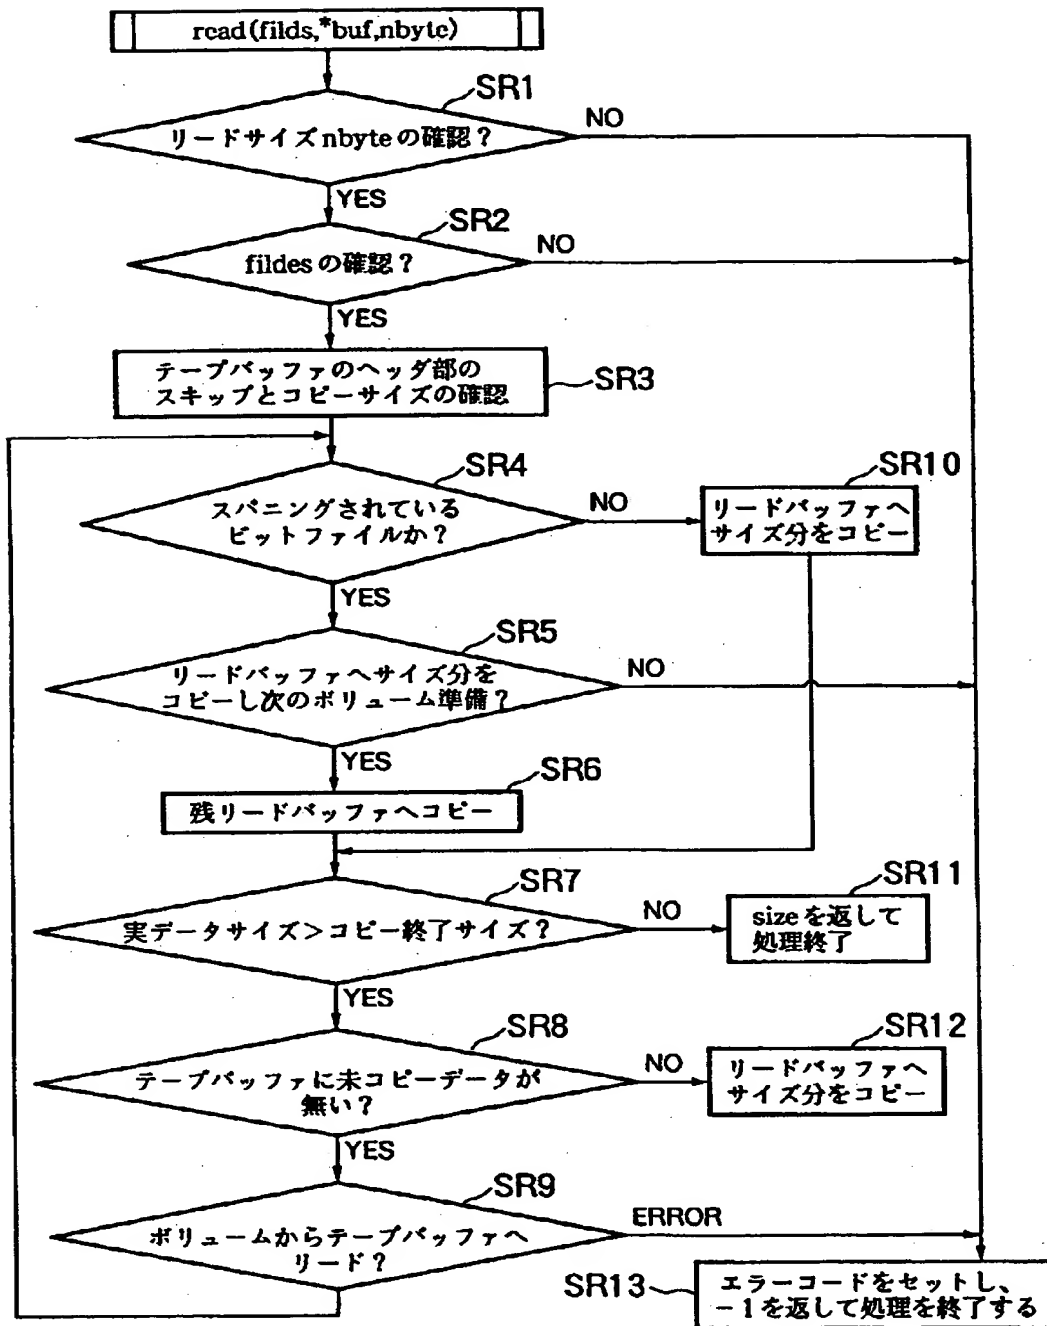 read(filds,*buf,nbyte)
SR1
リードサイズnbyteの確認?
NO
YES
SR2
fildesの確認?
NO
YES
テープバッファのヘッダ部の
スキップとコピーサイズの確認
SR3
SR4
スパニングされている
ビットファイルか?
NO
SR10
リードバッファへ
サイズ分をコピー
YES
SR5
リードバッファへサイズ分を
コピーし次のボリューム準備?
NO
YES
SR6
残リードバッファへコピー
SR7
実データサイズ>コピー終了サイズ?
NO
SR11
sizeを返して
処理終了
YES
SR8
テープバッファに未コピーデータが
無い?
NO
SR12
リードバッファへ
サイズ分をコピー
YES
SR9
ボリュームからテープバッファへ
リード?
ERROR
SR13
エラーコードをセットし、
-1を返して処理を終了する